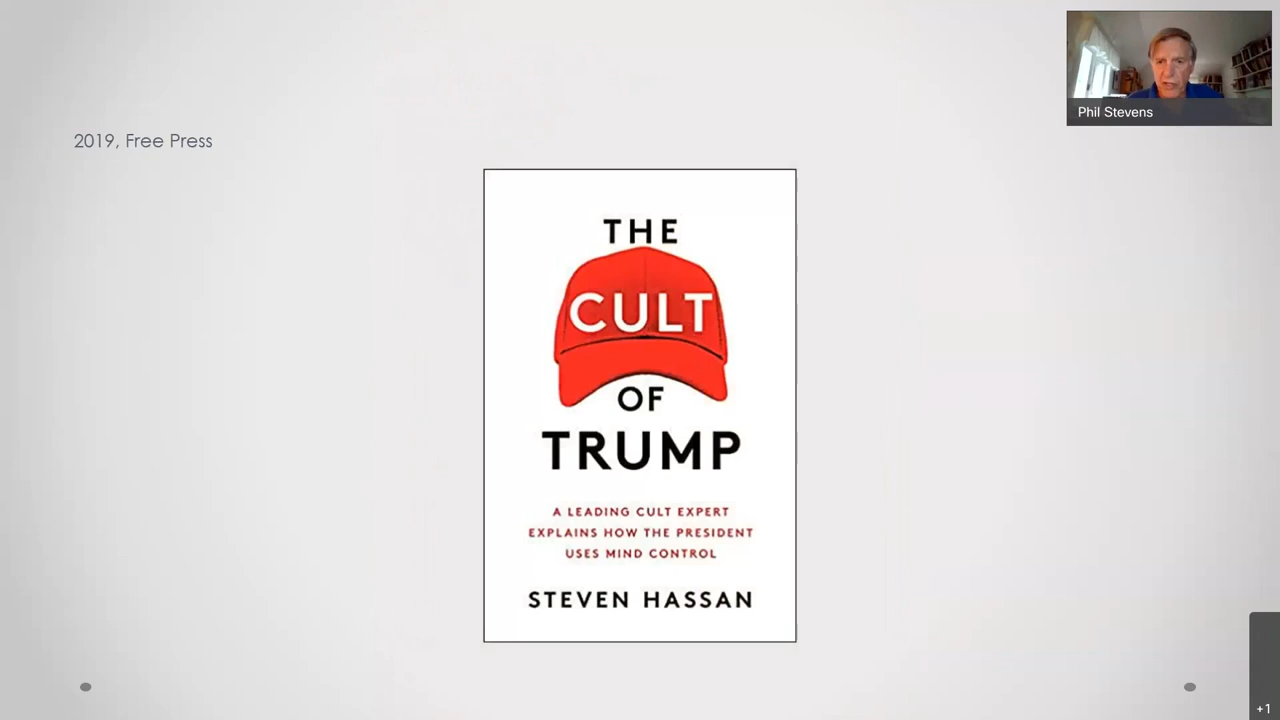 2019, Free Press
Phil Stevens
THE
CULT
OF
TRUMP
A LEADING CULT EXPERT
EXPLAINS HOW THE PRESIDENT
USES MIND CONTROL
STEVEN HASSAN
+1